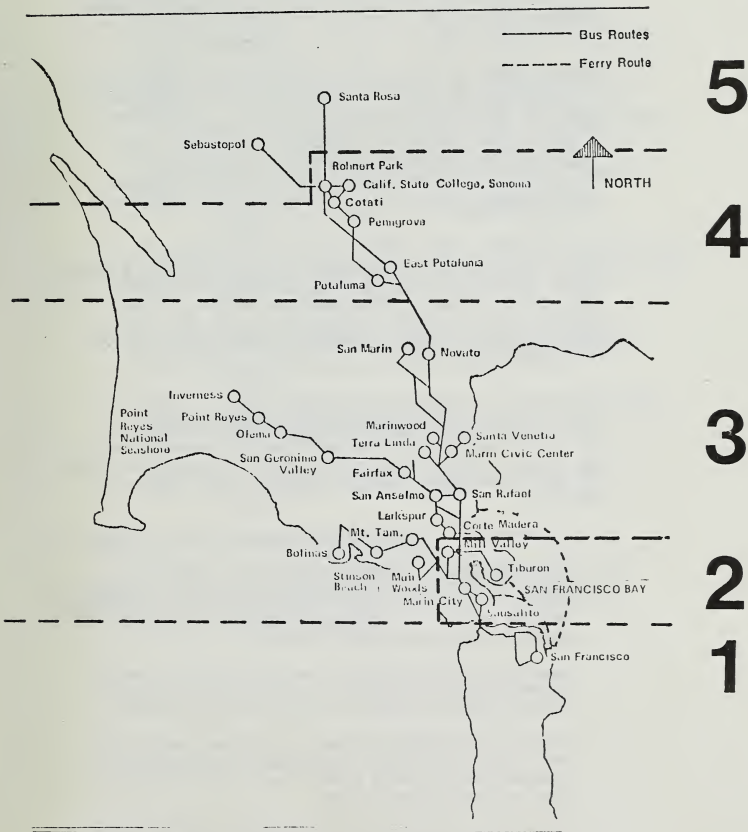 Bus Routes
Ferry Route
5
Santa Rosa
Sebastopol
Rohnert Park
Calif. State College, Sonoma
NORTH
Cotati
4
Penngrove
East Petaluma
Petaluma
San Marin
Novato
Inverness
Point Reyes
Olema
Point
Reyes
National
Seashore
Marinwood
Santa Venetia
Terra Linda
Marin Civic Center
3
San Geronimo
Valley
Fairfax
San Anselmo
San Rafael
Larkspur
Corte Madera
Mt. Tam.
Mill Valley
Bolinas
Tiburon
Stinson
Beach
Muir
Woods
SAN FRANCISCO BAY
2
Marin City
Sausalito
San Francisco
1